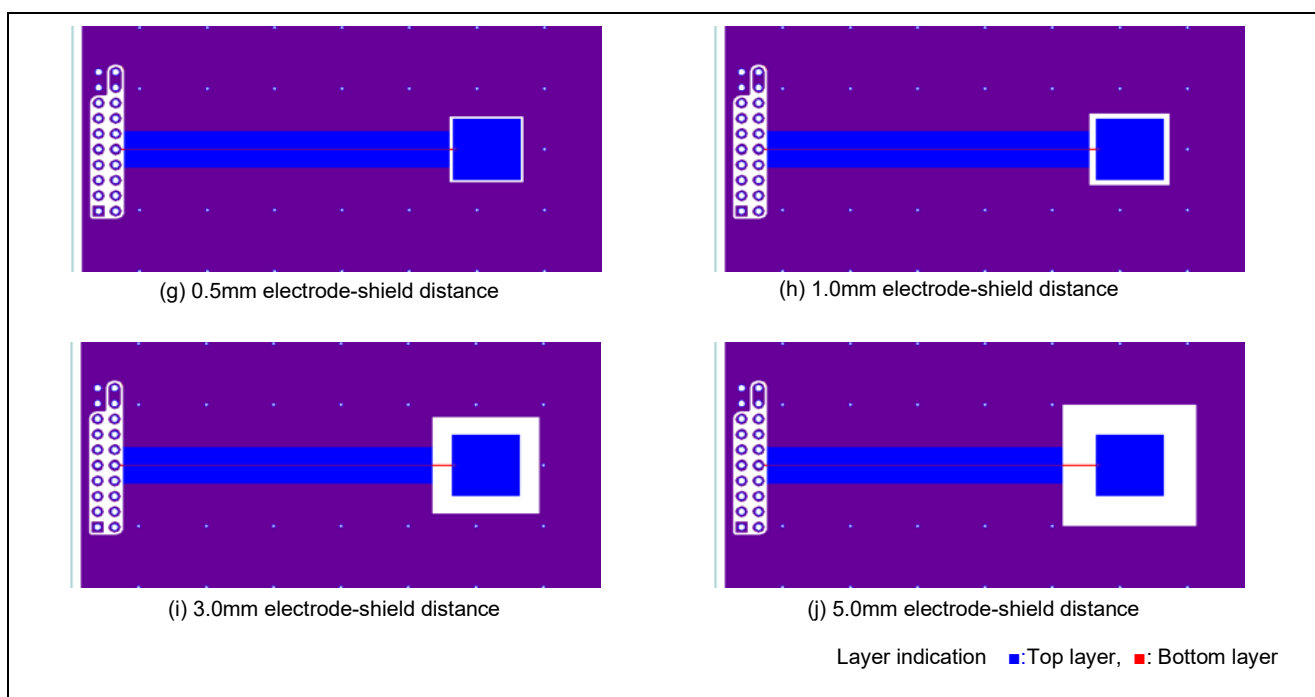 (g) 0.5mm electrode-shield distance
(h) 1.0mm electrode-shield distance
(i) 3.0mm electrode-shield distance
(j) 5.0mm electrode-shield distance
Layer indication ■:Top layer, ■: Bottom layer